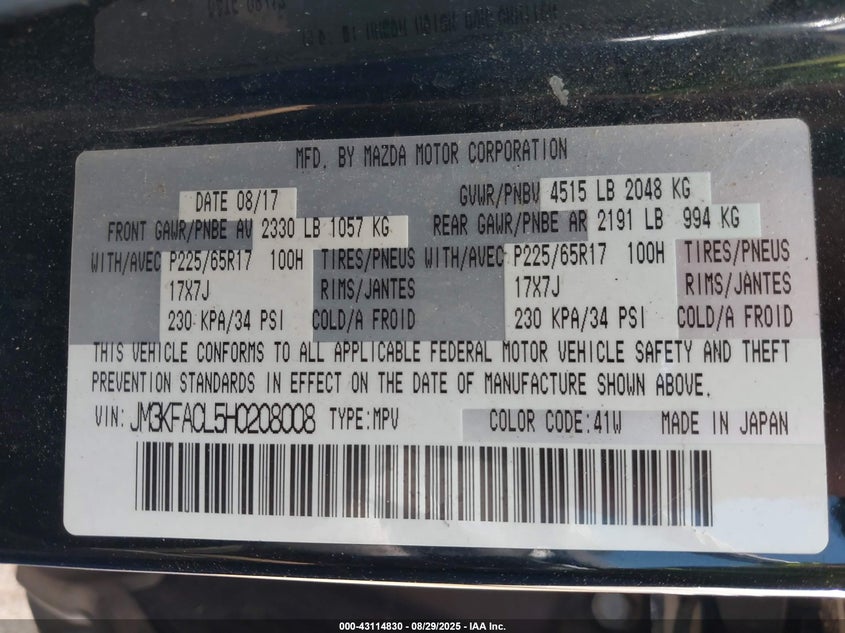 MFD. BY MAZDA MOTOR CORPORATION
DATE 08/17 GVWR/PNBV 4515 LB 2048 KG
FRONT GAWR/PNBE AV 2330 LB 1057 KG REAR GAWR/PNBE AR 2191 LB 994 KG
WITH/AVEC P225/65R17 100H TIRES/PNEUS WITH/AVEC P225/65R17 100H TIRES/PNEUS
17X7J RIMS/JANTES 17X7J RIMS/JANTES
230 KPA/34 PSI COLD/A FROID 230 KPA/34 PSI COLD/A FROID
THIS VEHICLE CONFORMS TO ALL APPLICABLE FEDERAL MOTOR VEHICLE SAFETY AND THEFT
PREVENTION STANDARDS IN EFFECT ON THE DATE OF MANUFACTURE SHOWN ABOVE.
VIN: JM3KFACL5H0208008 TYPE:MPV COLOR CODE:41W MADE IN JAPAN
000-43114830 - 08/29/2025 - IAA Inc.